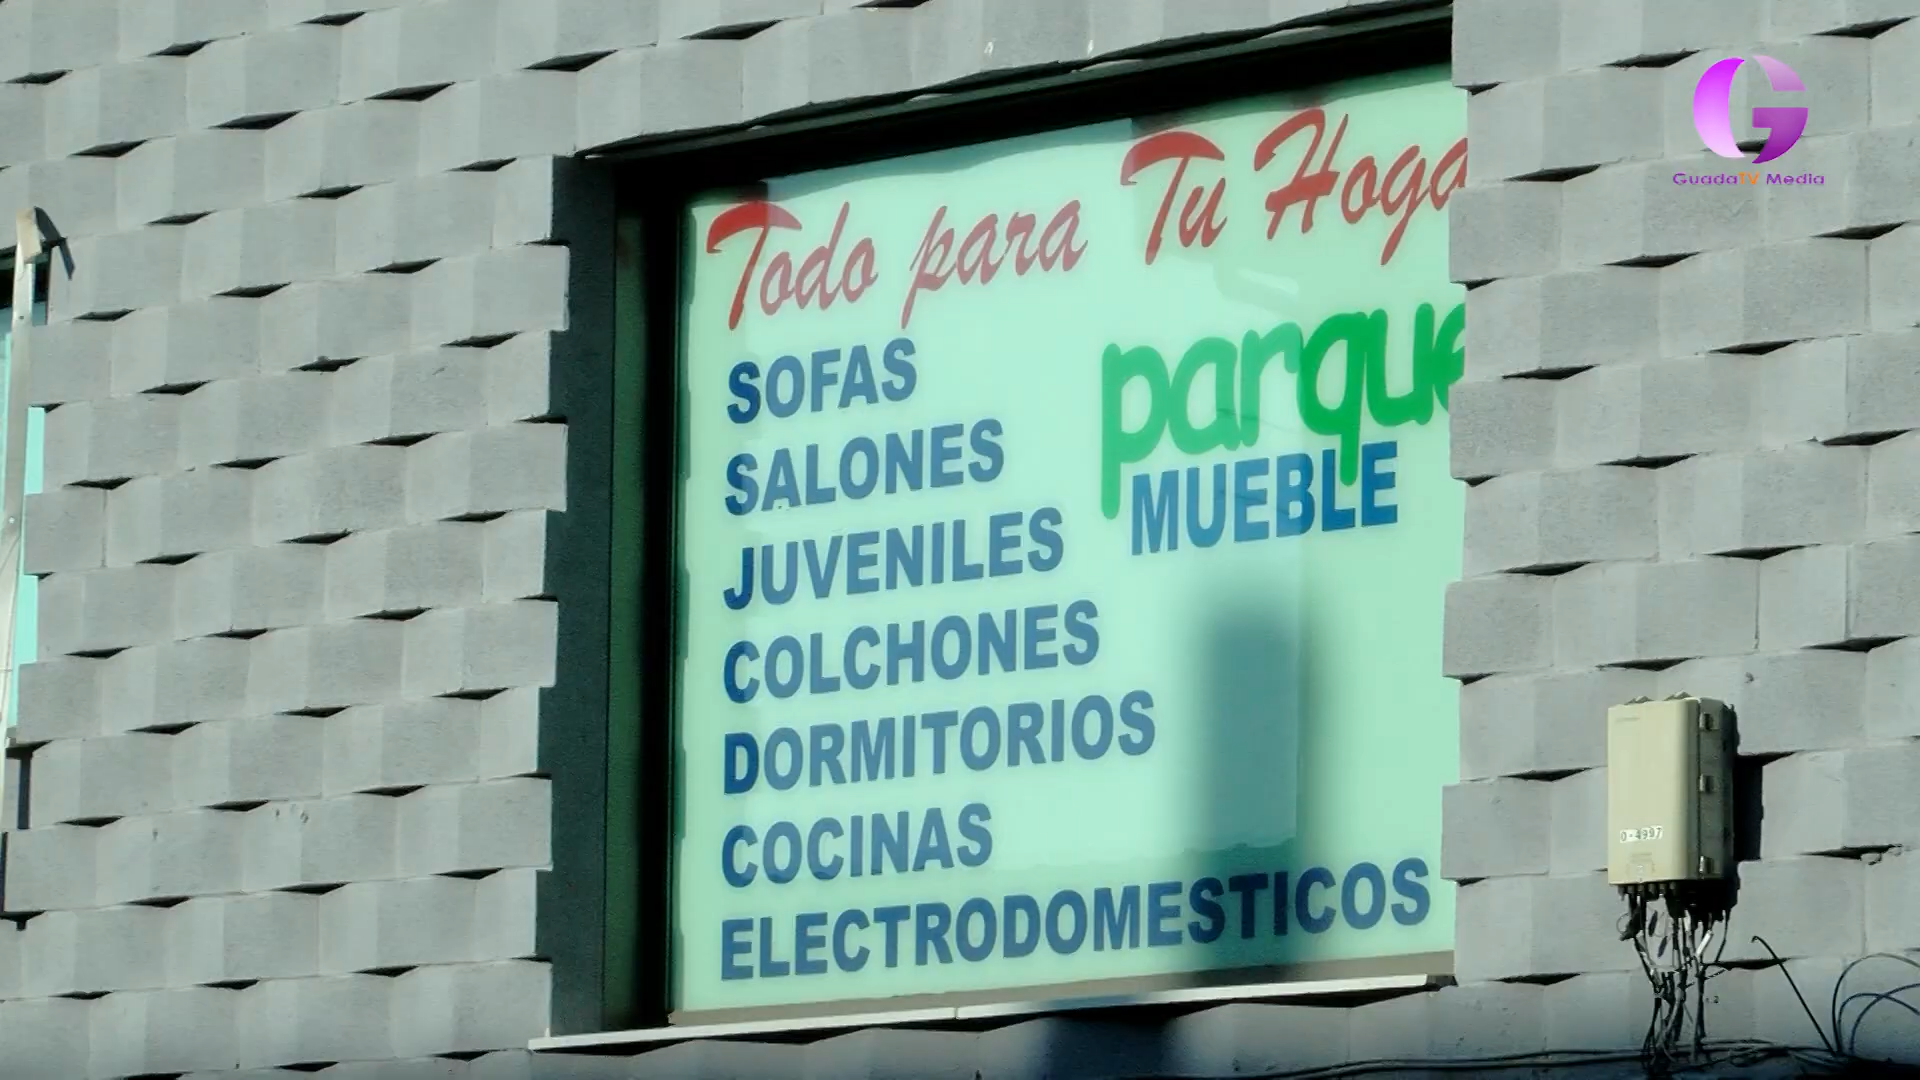 GuadaTV Media
Todo para Tu Hoga
parque
MUEBLE
SOFAS
SALONES
JUVENILES
COLCHONES
DORMITORIOS
COCINAS
ELECTRODOMESTICOS